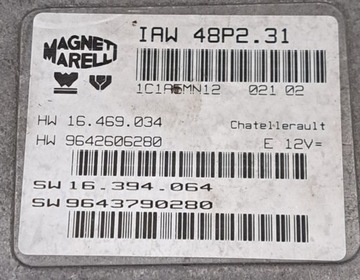 MAGNETI
MARELLI
IAW 48P2.31
021 02
HW 16.469.034
Chatellerault
HW 9642606280
E 12V=
SW 16.394.064
SW 9643790280